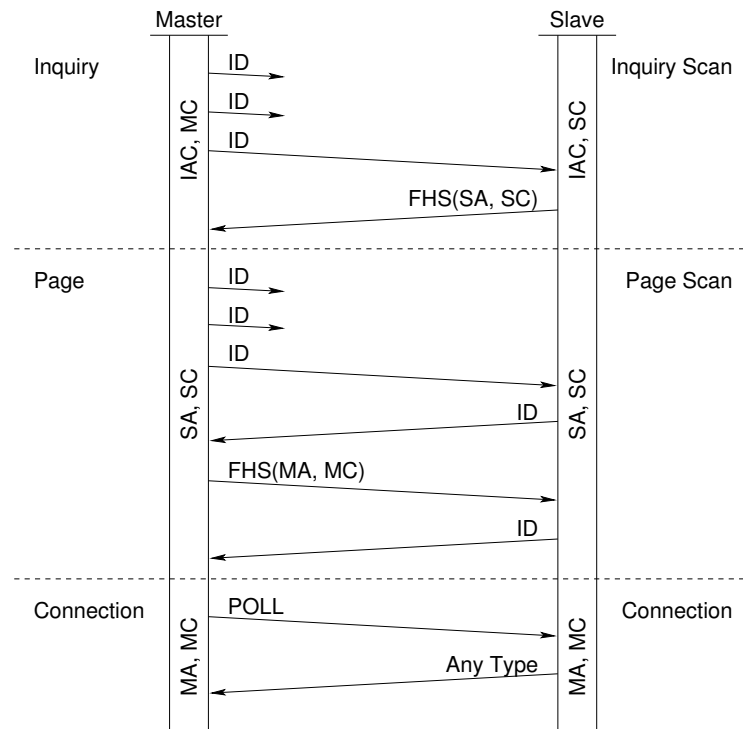 Master
Slave
Inquiry
ID
Inquiry Scan
ID
IAC, MC
ID
IAC, SC
FHS(SA, SC)
Page
ID
Page Scan
ID
SA, SC
ID
SA, SC
ID
FHS(MA, MC)
ID
Connection
POLL
Connection
MA, MC
Any Type
MA, MC